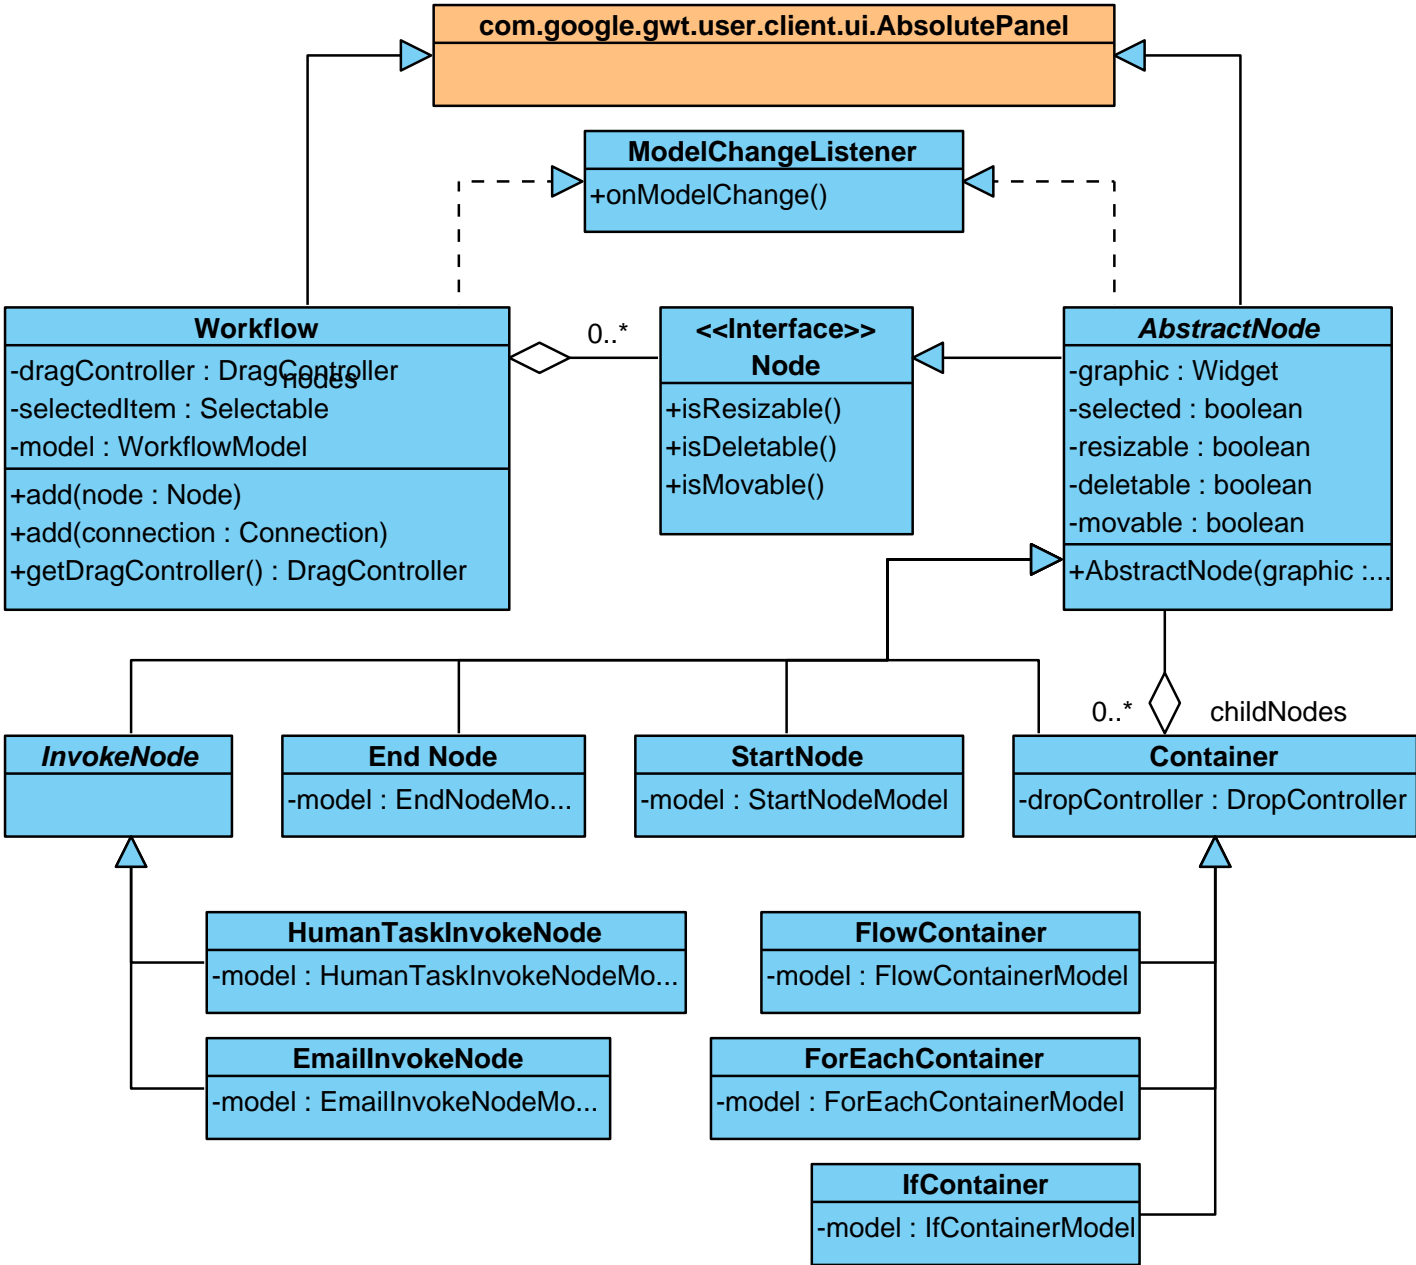 com.google.gwt.user.client.ui.AbsolutePanel
ModelChangeListener
+onModelChange()
Workflow
-dragController : DragController
nodes
-selectedItem : Selectable
-model : WorkflowModel
+add(node : Node)
+add(connection : Connection)
+getDragController() : DragController
0..*
<<Interface>>
Node
+isResizable()
+isDeletable()
+isMovable()
AbstractNode
-graphic : Widget
-selected : boolean
-resizable : boolean
-deletable : boolean
-movable : boolean
+AbstractNode(graphic :...
0..*
childNodes
InvokeNode
End Node
-model : EndNodeMo...
StartNode
-model : StartNodeModel
Container
-dropController : DropController
HumanTaskInvokeNode
-model : HumanTaskInvokeNodeMo...
FlowContainer
-model : FlowContainerModel
EmailInvokeNode
-model : EmailInvokeNodeMo...
ForEachContainer
-model : ForEachContainerModel
IfContainer
-model : IfContainerModel